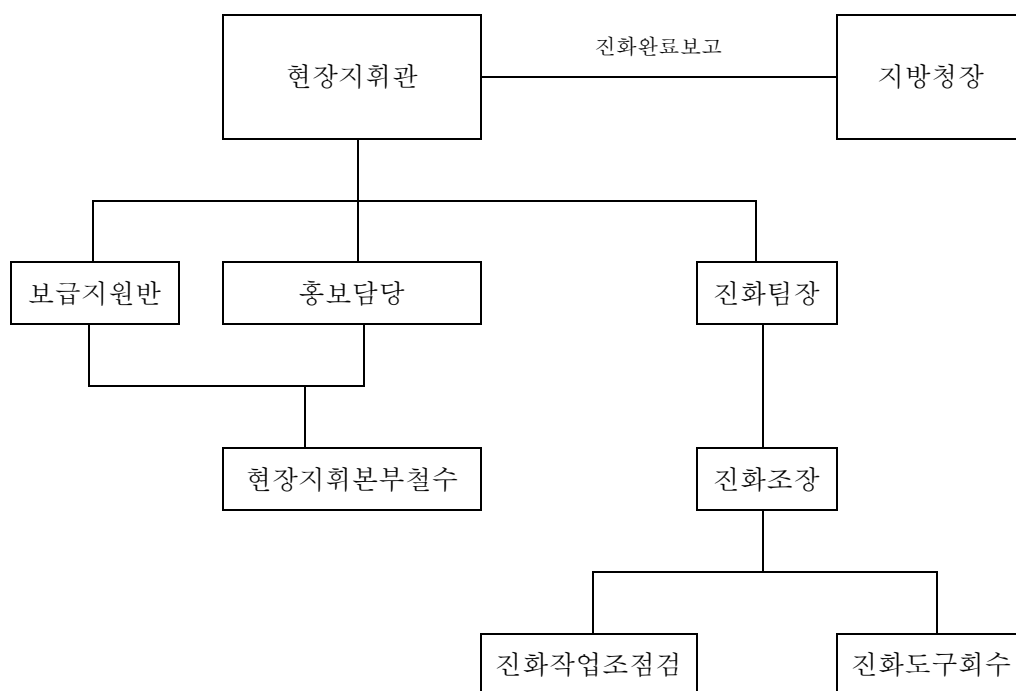 진화완료보고
현장지휘관
지방청장
보급지원반
홍보담당
진화팀장
현장지휘본부철수
진화조장
진화작업조점검
진화도구회수